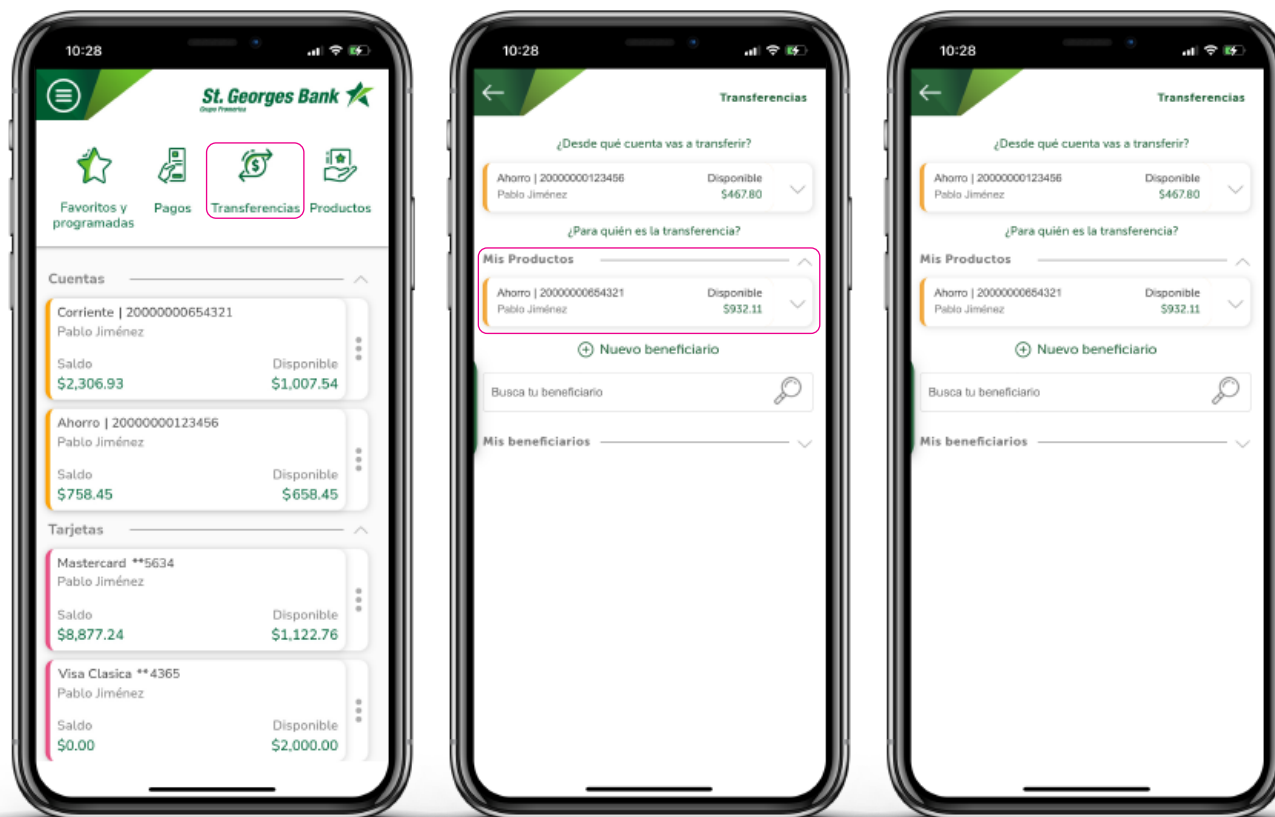 10:28
St. Georges Bank
Grupo Promerica
Favoritos y programadas
Pagos
Transferencias
Productos
Cuentas
Corriente | 20000000654321
Pablo Jiménez
Saldo Disponible
$2,306.93 $1,007.54
Ahorro | 20000000123456
Pablo Jiménez
Saldo Disponible
$758.45 $658.45
Tarjetas
Mastercard **5634
Pablo Jiménez
Saldo Disponible
$8,877.24 $1,122.76
Visa Clasica **4365
Pablo Jiménez
Saldo Disponible
$0.00 $2,000.00
10:28
Transferencias
¿Desde qué cuenta vas a transferir?
Ahorro | 20000000123456 Disponible
Pablo Jiménez $467.80
¿Para quién es la transferencia?
Mis Productos
Ahorro | 20000000654321 Disponible
Pablo Jiménez $932.11
Nuevo beneficiario
Busca tu beneficiario
Mis beneficiarios
10:28
Transferencias
¿Desde qué cuenta vas a transferir?
Ahorro | 20000000123456 Disponible
Pablo Jiménez $467.80
¿Para quién es la transferencia?
Mis Productos
Ahorro | 20000000654321 Disponible
Pablo Jiménez $932.11
Nuevo beneficiario
Busca tu beneficiario
Mis beneficiarios